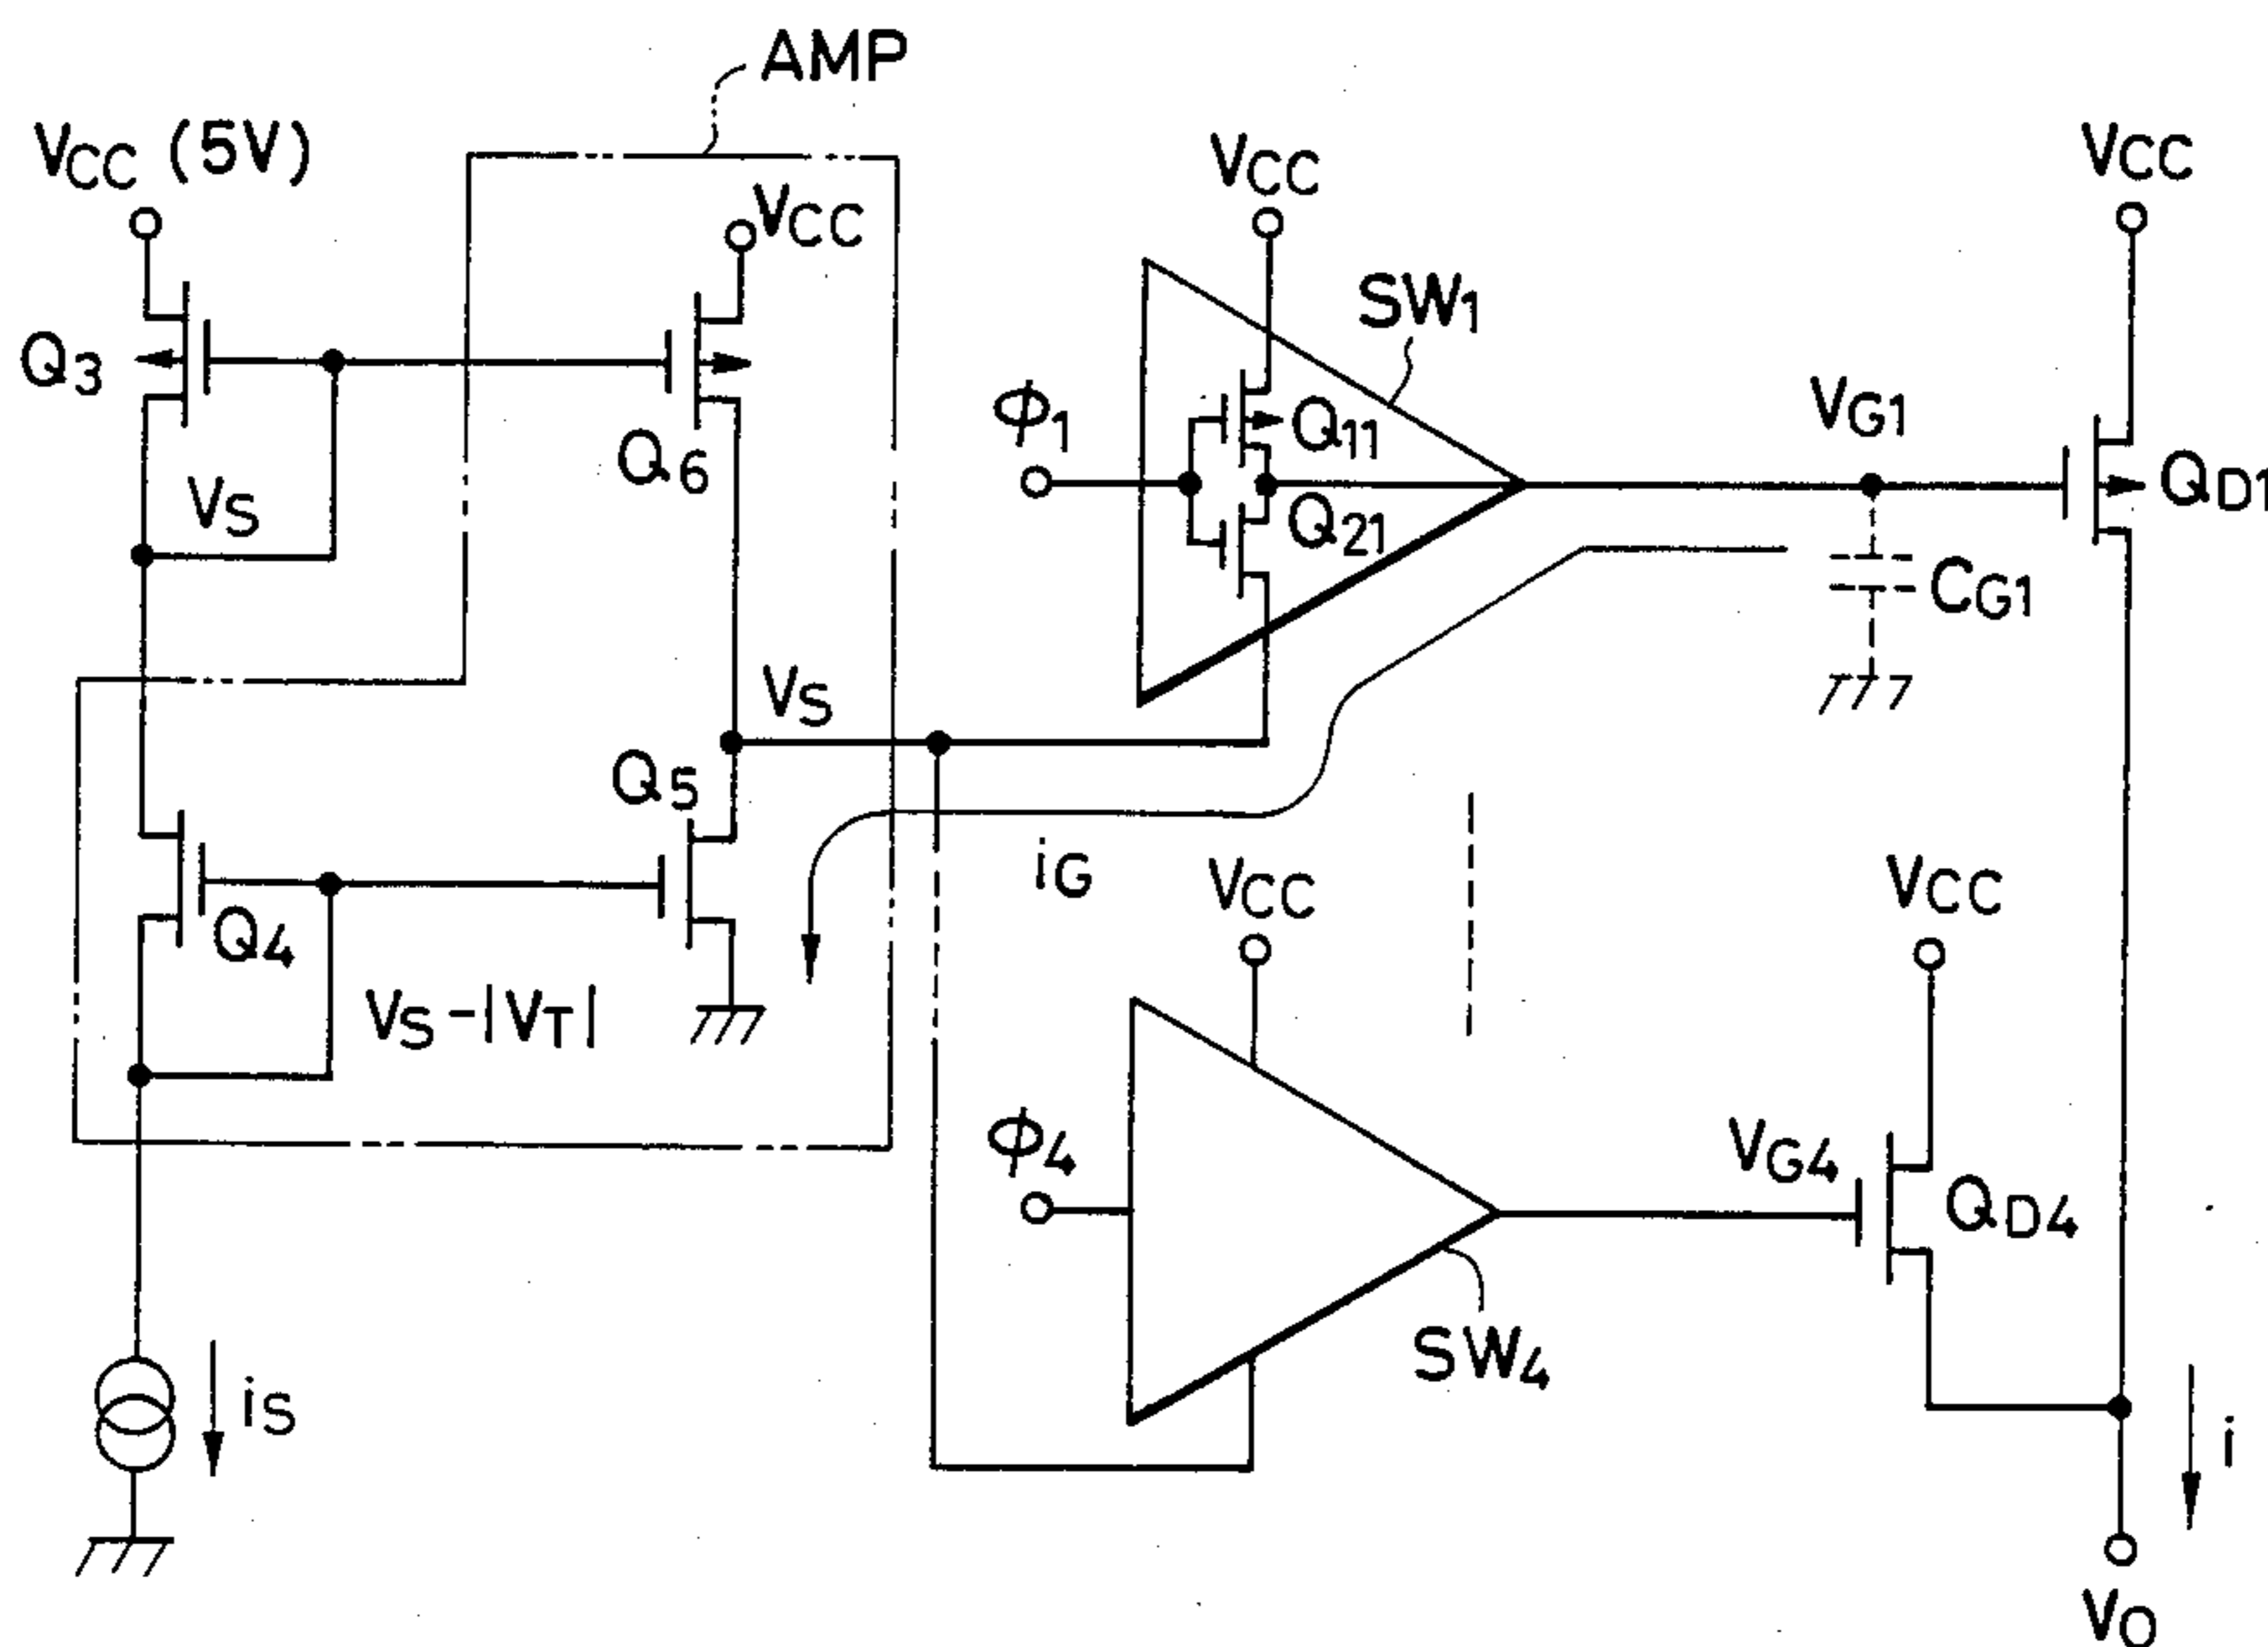 AMP
VCC (5V)
VCC
VCC
VCC
Q3
Q6
VS
φ1
SW1
Q11
Q21
VG1
QD1
CG1
VS
Q5
Q4
VS-|VT|
iG
VCC
VCC
φ4
VG4
QD4
SW4
iS
i
VO